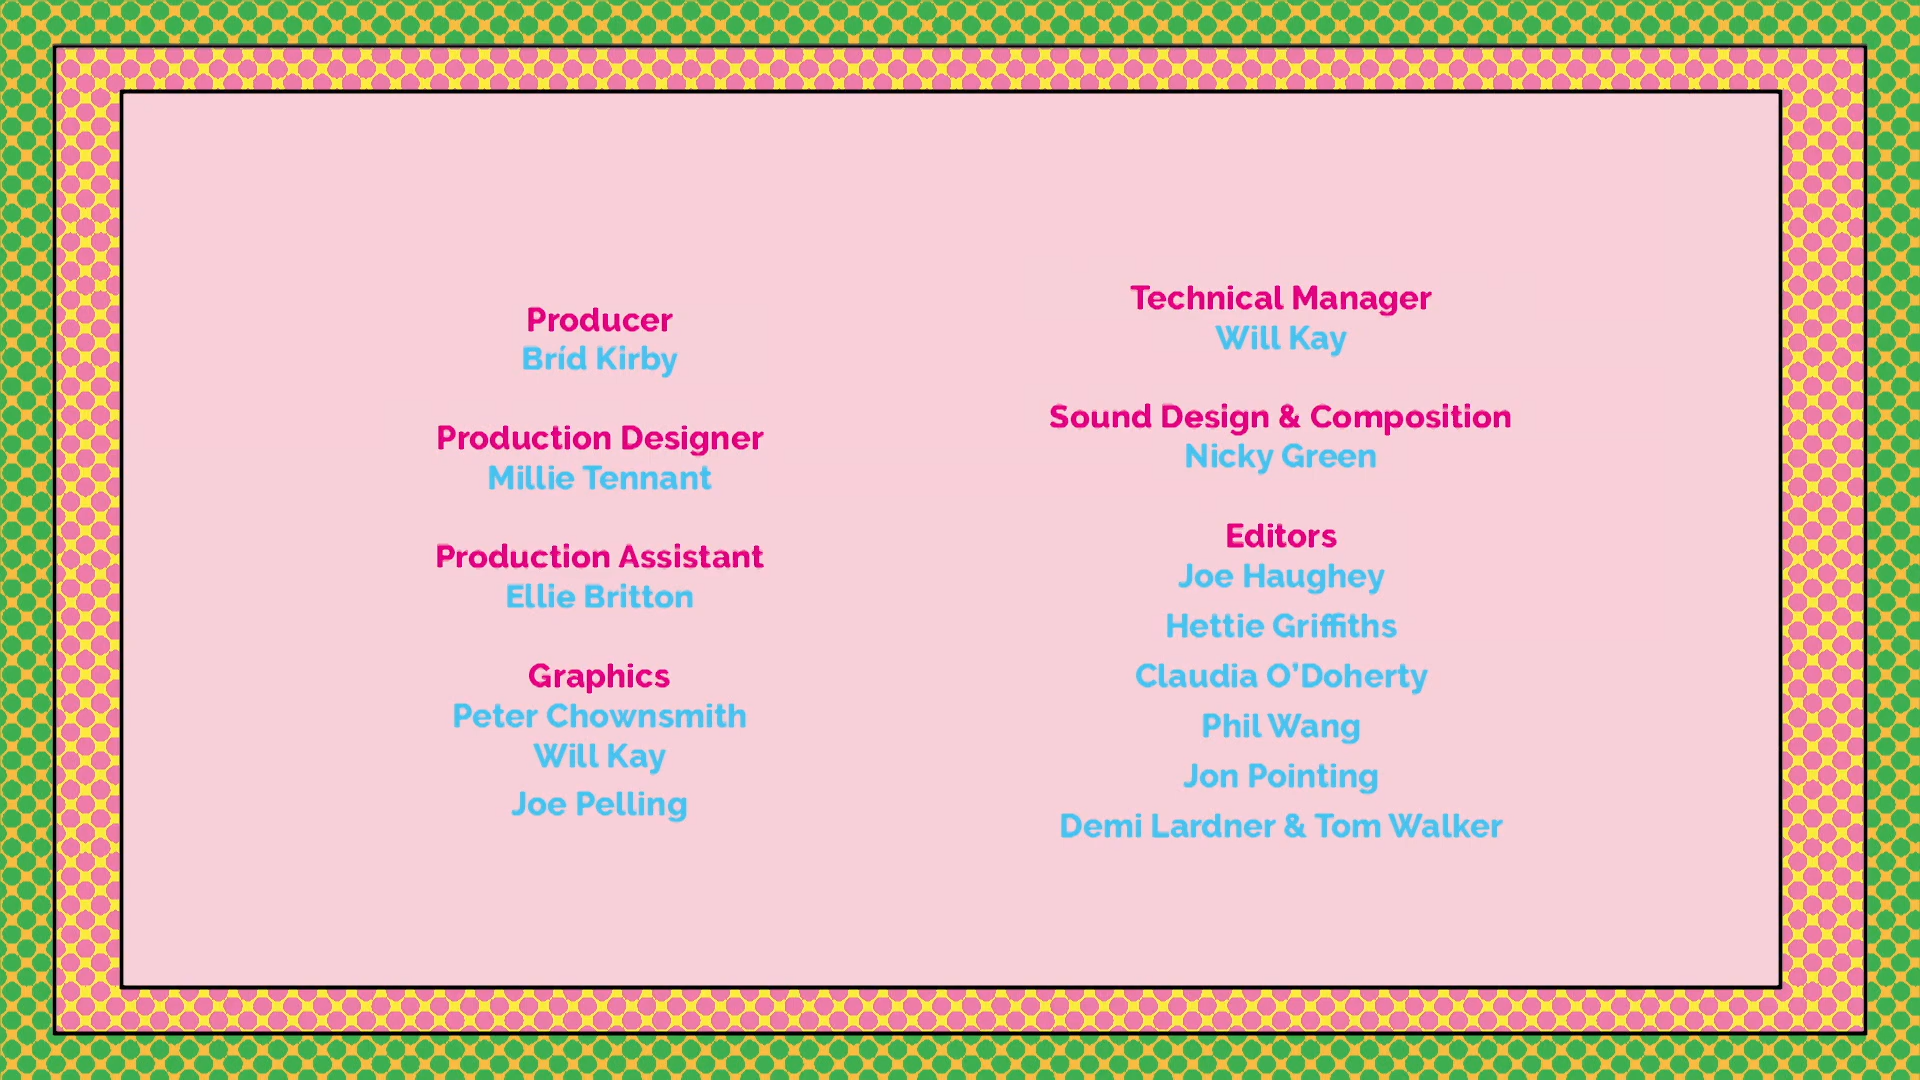 Producer
Bríd Kirby
Production Designer
Millie Tennant
Production Assistant
Ellie Britton
Graphics
Peter Chownsmith
Will Kay
Joe Pelling
Technical Manager
Will Kay
Sound Design & Composition
Nicky Green
Editors
Joe Haughey
Hettie Griffiths
Claudia O'Doherty
Phil Wang
Jon Pointing
Demi Lardner & Tom Walker